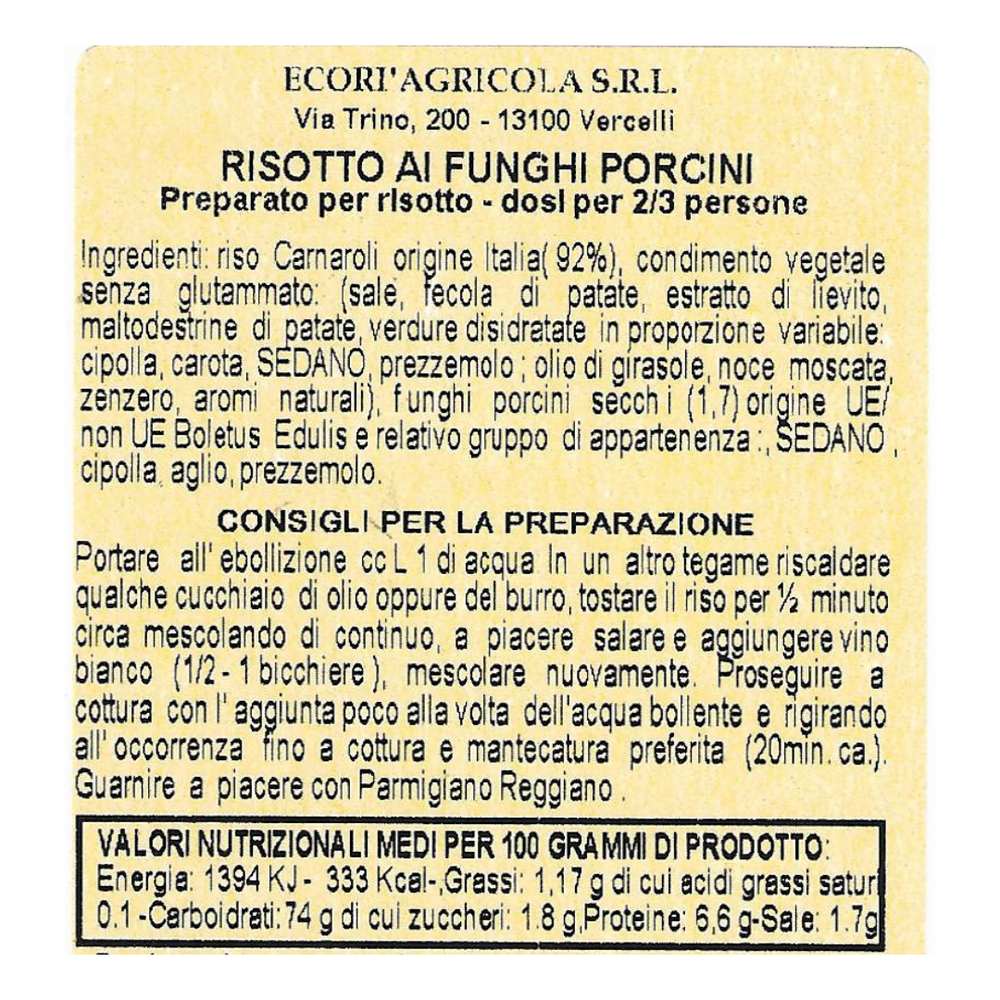 ECORI'AGRICOLA S.R.L.
Via Trino, 200 - 13100 Vercelli
RISOTTO AI FUNGHI PORCINI
Preparato per risotto - dosi per 2/3 persone
Ingredienti: riso Carnaroli origine Italia( 92%), condimento vegetale
senza glutammato: (sale, fecola di patate, estratto di lievito,
maltodestrine di patate, verdure disidratate in proporzione variabile:
cipolla, carota, SEDANO, prezzemolo ; olio di girasole, noce moscata,
zenzero, aromi naturali), funghi porcini secchi (1,7) origine UE/
non UE Boletus Edulis e relativo gruppo di appartenenza :, SEDANO ,
cipolla, aglio, prezzemolo.
CONSIGLI PER LA PREPARAZIONE
Portare all' ebollizione cc L 1 di acqua In un altro tegame riscaldare
qualche cucchiaio di olio oppure del burro, tostare il riso per ½ minuto
circa mescolando di continuo, a piacere salare e aggiungere vino
bianco (1/2 - 1 bicchiere ), mescolare nuovamente. Proseguire a
cottura con l' aggiunta poco alla volta dell'acqua bollente e rigirando
all' occorrenza fino a cottura e mantecatura preferita (20min. ca.).
Guarnire a piacere con Parmigiano Reggiano .
VALORI NUTRIZIONALI MEDI PER 100 GRAMMI DI PRODOTTO:
Energia: 1394 KJ - 333 Kcal-,Grassi: 1,17 g di cui acidi grassi saturi
0.1 -Carboidrati: 74 g di cui zuccheri: 1.8 g,Proteine: 6,6 g-Sale: 1.7g